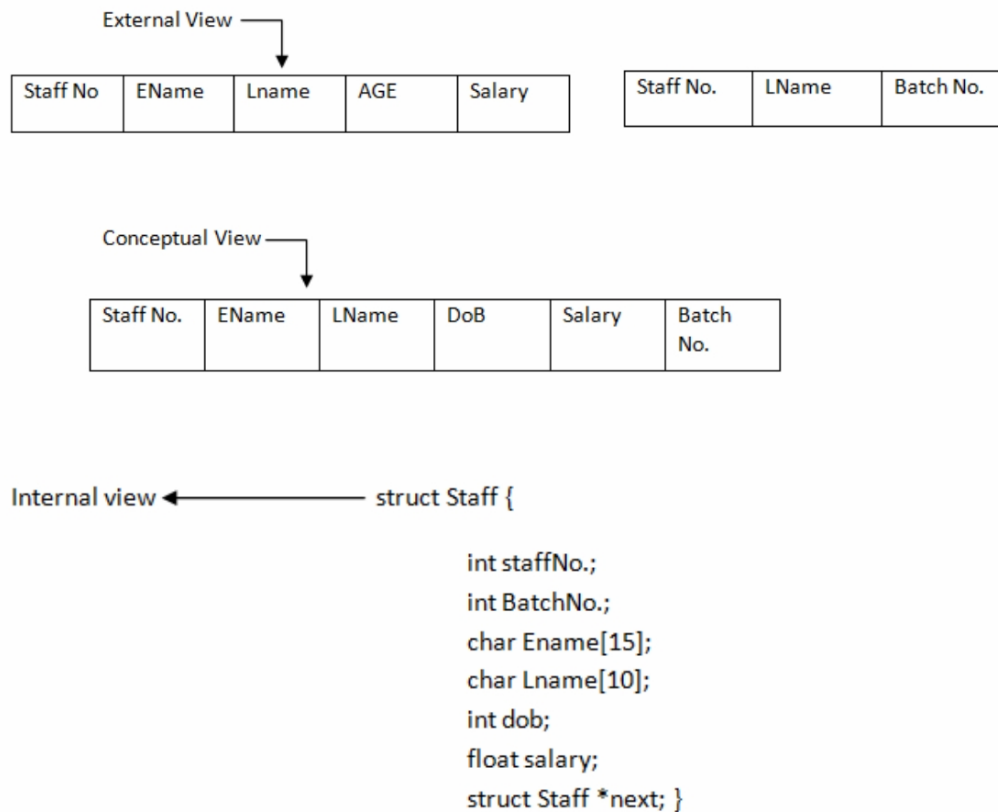 External View
Staff No EName Lname AGE Salary
Staff No. LName Batch No.
Conceptual View
Staff No. EName LName DoB Salary Batch
No.
Internal view struct Staff {
int staffNo.;
int BatchNo.;
char Ename[15];
char Lname[10];
int dob;
float salary;
struct Staff *next; }